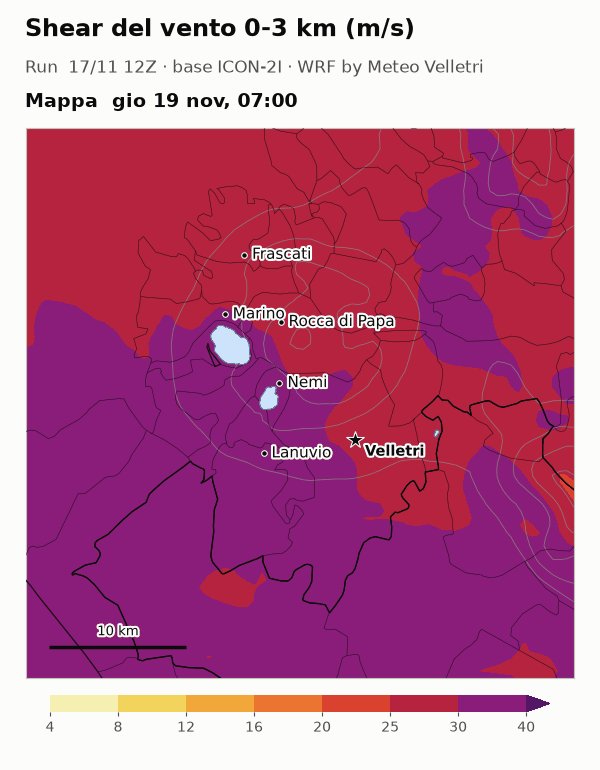 Shear del vento 0-3 km (m/s)
Run 17/11 12Z · base ICON-2I · WRF by Meteo Velletri
Mappa gio 19 nov, 07:00
Frascati
Marino
Rocca di Papa
Nemi
Velletri
Lanuvio
10 km
4 8 12 16 20 25 30 40